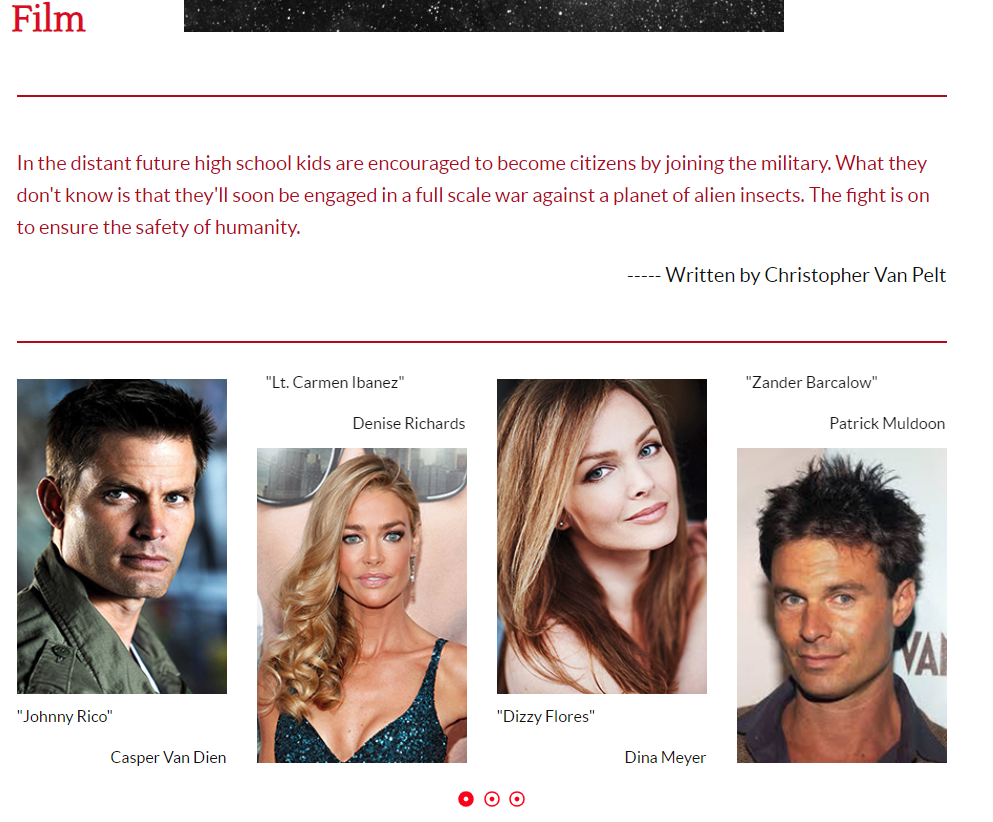 Film
In the distant future high school kids are encouraged to become citizens by joining the military. What they
don't know is that they'll soon be engaged in a full scale war against a planet of alien insects. The fight is on
to ensure the safety of humanity.
----- Written by Christopher Van Pelt
"Johnny Rico"
Casper Van Dien
"Lt. Carmen Ibanez"
Denise Richards
"Dizzy Flores"
Dina Meyer
"Zander Barcalow"
Patrick Muldoon
VAN